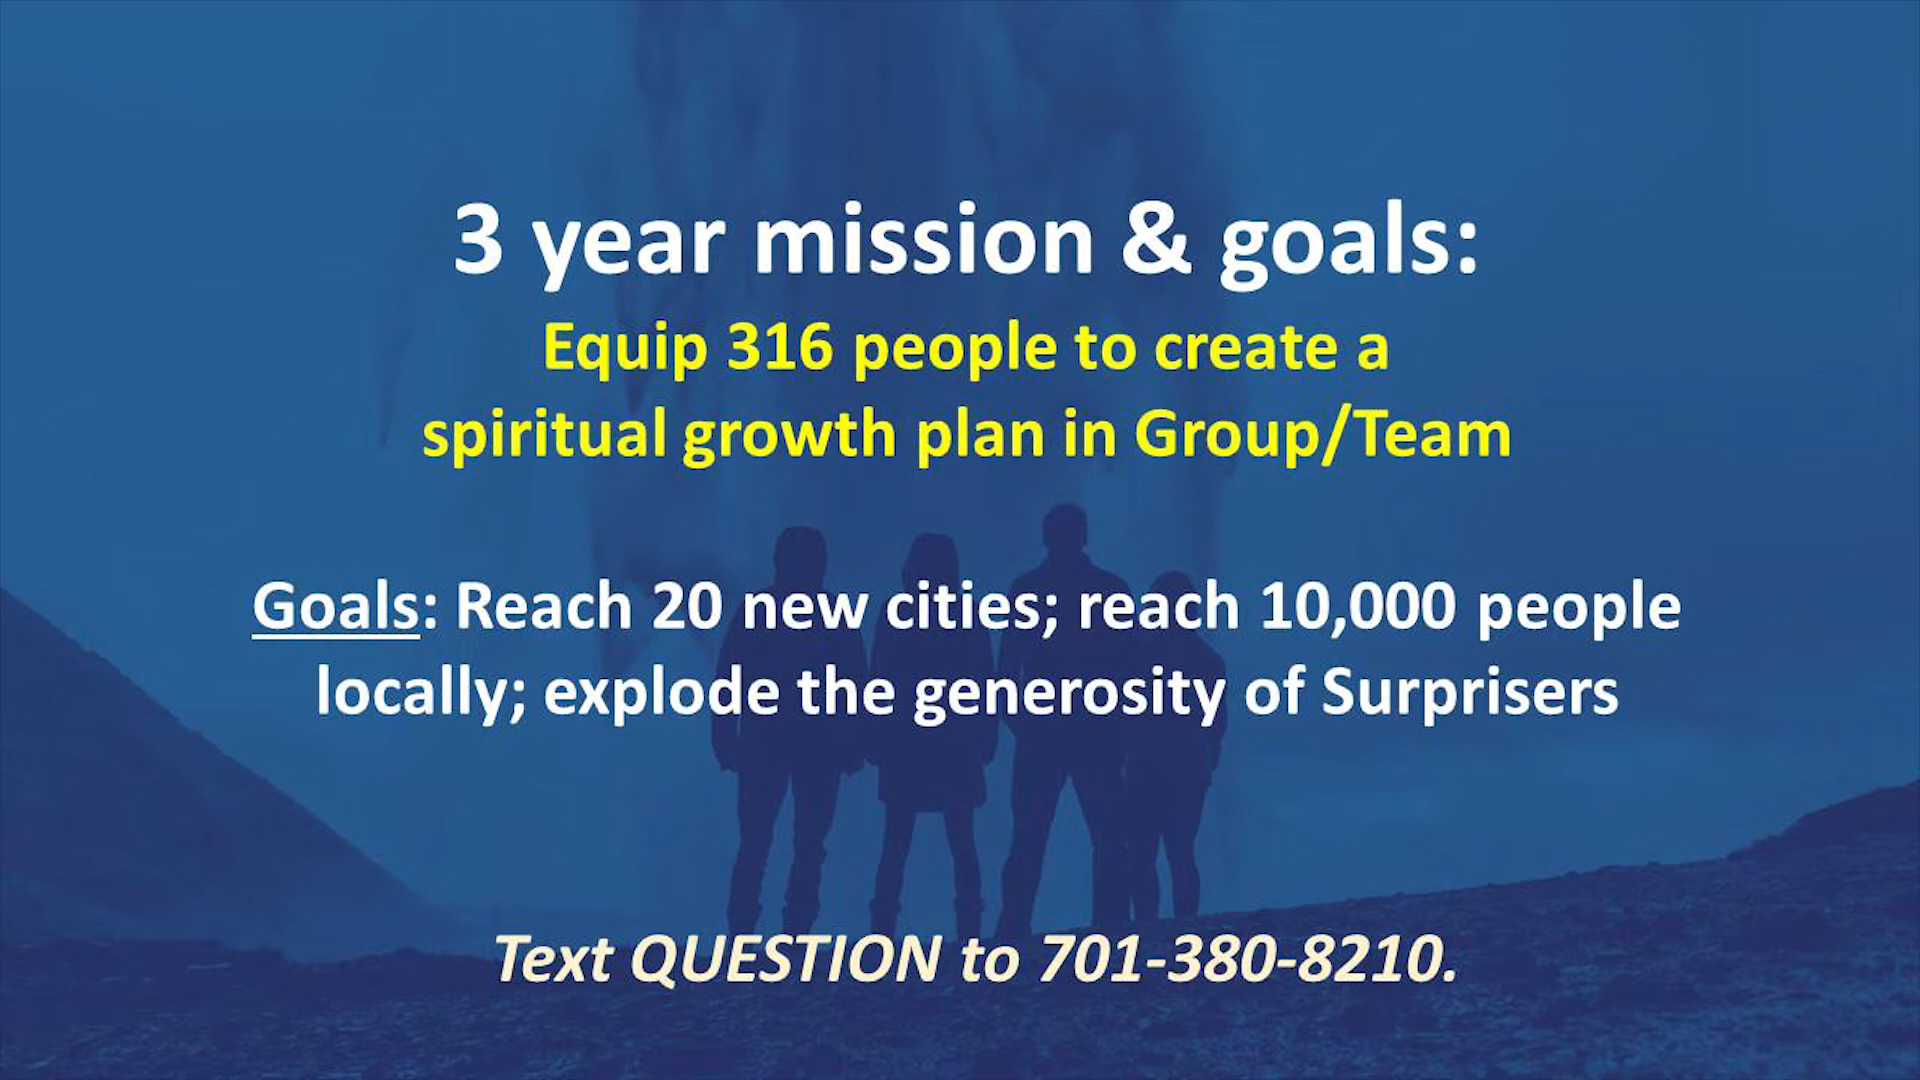 3 year mission & goals:
Equip 316 people to create a
spiritual growth plan in Group/Team
Goals: Reach 20 new cities; reach 10,000 people
locally; explode the generosity of Surprisers
Text QUESTION to 701-380-8210.